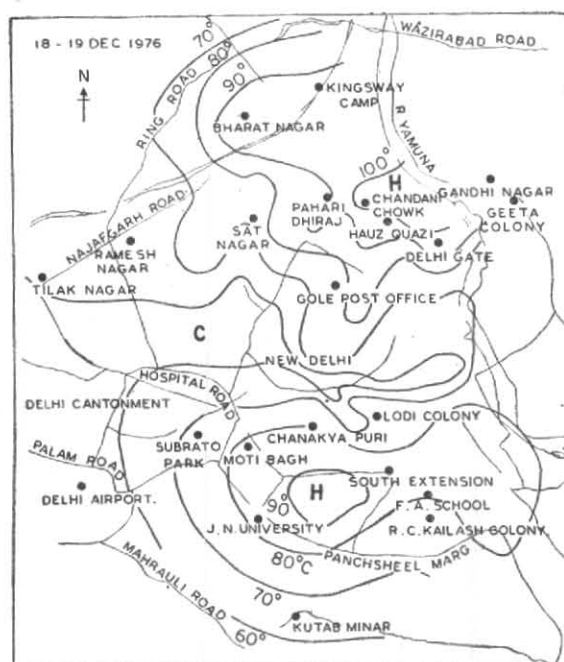 18 - 19 DEC 1976
N
70°
80°
90°
RING ROAD
WAZIRABAD ROAD
KINGSWAY
CAMP
R YAMUNA
BHARAT NAGAR
100°
H
NAJAFGARH ROAD
PAHARI
DHIRAJ
CHANDANI
CHOWK
GANDHI NAGAR
GEETA
COLONY
SAT
NAGAR
HAUZ QUAZI
RAMESH
NAGAR
DELHI GATE
TILAK NAGAR
GOLE POST OFFICE
C
NEW DELHI
HOSPITAL ROAD
DELHI CANTONMENT
LODI COLONY
CHANAKYA PURI
SUBRATO
PARK
MOTI BAGH
PALAM ROAD
SOUTH EXTENSION
DELHI AIRPORT.
H
90°
F. A. SCHOOL
J. N. UNIVERSITY
R. C. KAILASH COLONY
80°C
PANCHSHEEL MARG
70°
MAHRAULI ROAD
60°
KUTAB MINAR